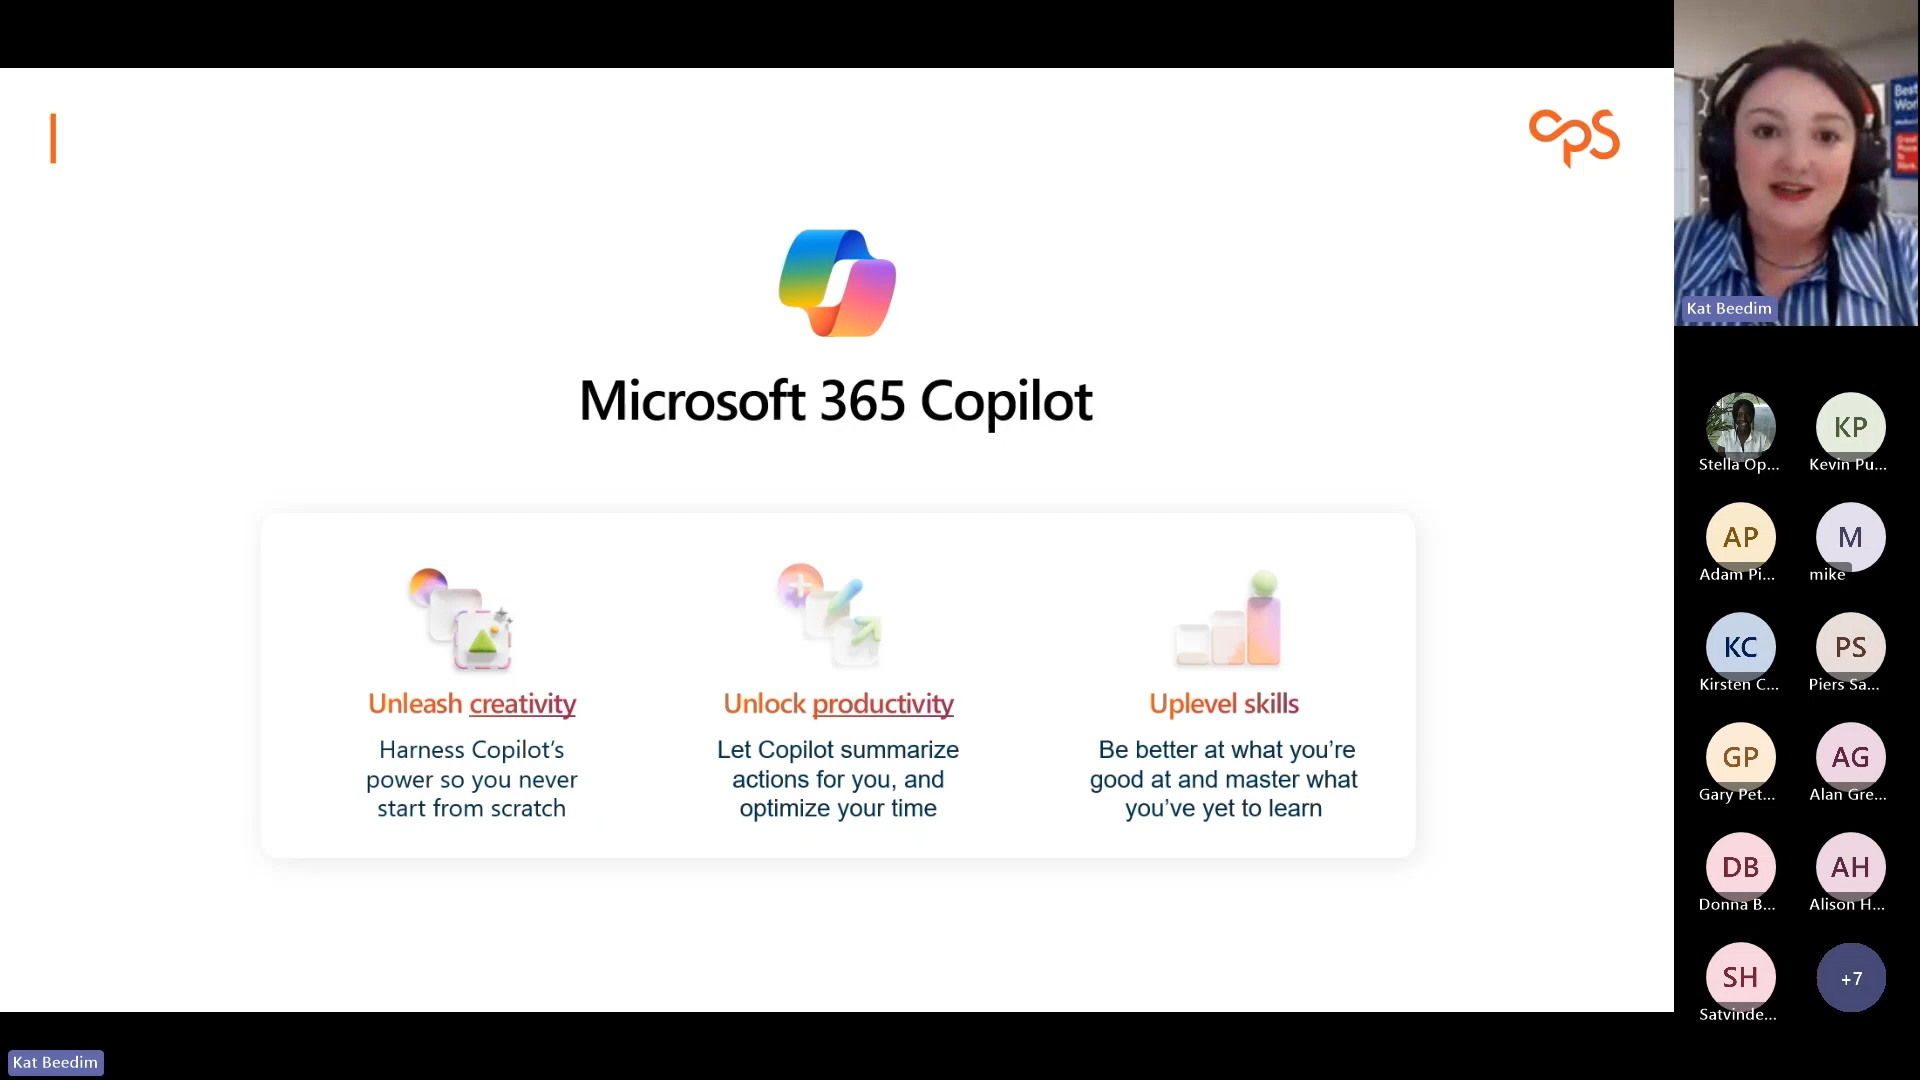 cps
Microsoft 365 Copilot
Unleash creativity
Harness Copilot’s
power so you never
start from scratch
Unlock productivity
Let Copilot summarize
actions for you, and
optimize your time
Uplevel skills
Be better at what you’re
good at and master what
you’ve yet to learn
Best
Wor
Kat Beedim
Stella Op...
KP
Kevin Pu...
AP
Adam Pi...
M
mike
KC
Kirsten C...
PS
Piers Sa...
GP
Gary Pet...
AG
Alan Gre...
DB
Donna B...
AH
Alison H...
SH
Satvinde...
+7
Kat Beedim